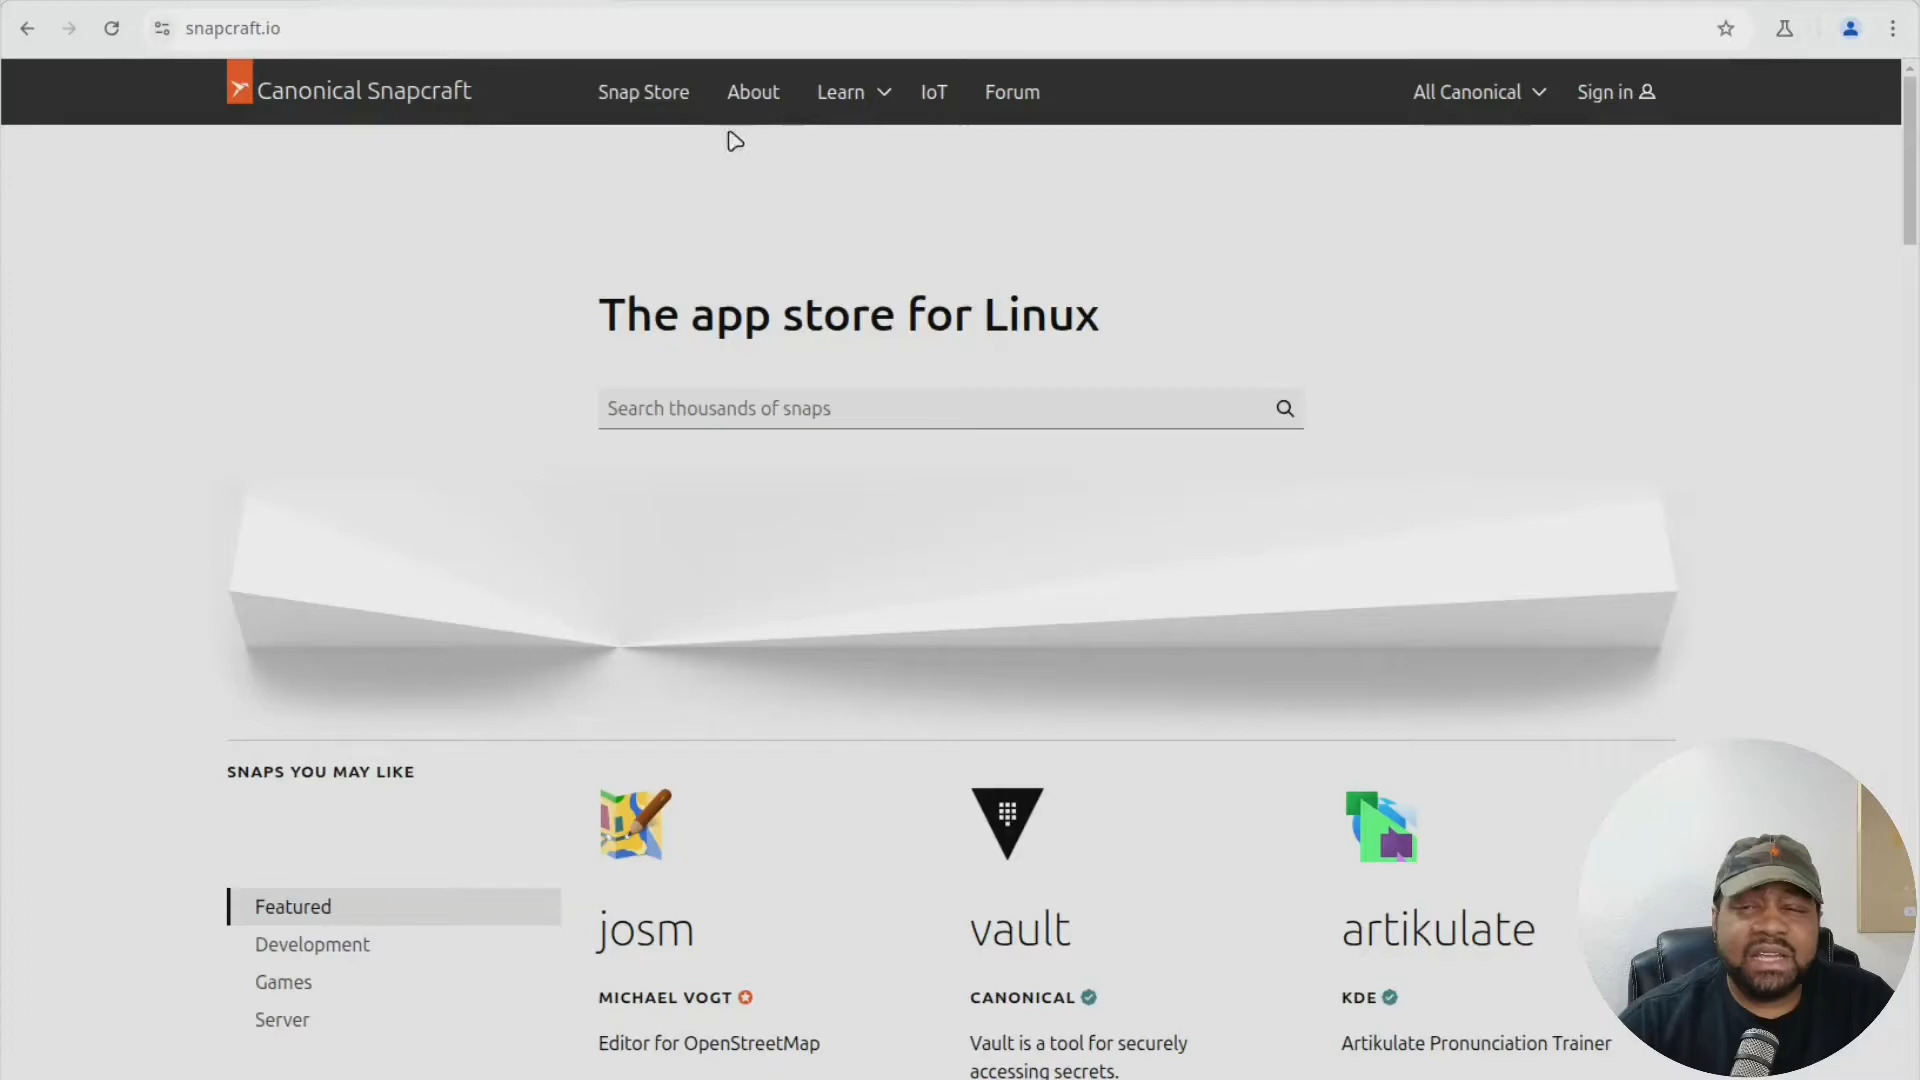 snapcraft.io
Canonical Snapcraft
Snap Store
About
Learn
IoT
Forum
All Canonical
Sign in
The app store for Linux
Search thousands of snaps
SNAPS YOU MAY LIKE
Featured
Development
Games
Server
josm
MICHAEL VOGT
Editor for OpenStreetMap
vault
CANONICAL
Vault is a tool for securely
accessing secrets.
artikulate
KDE
Artikulate Pronunciation Trainer